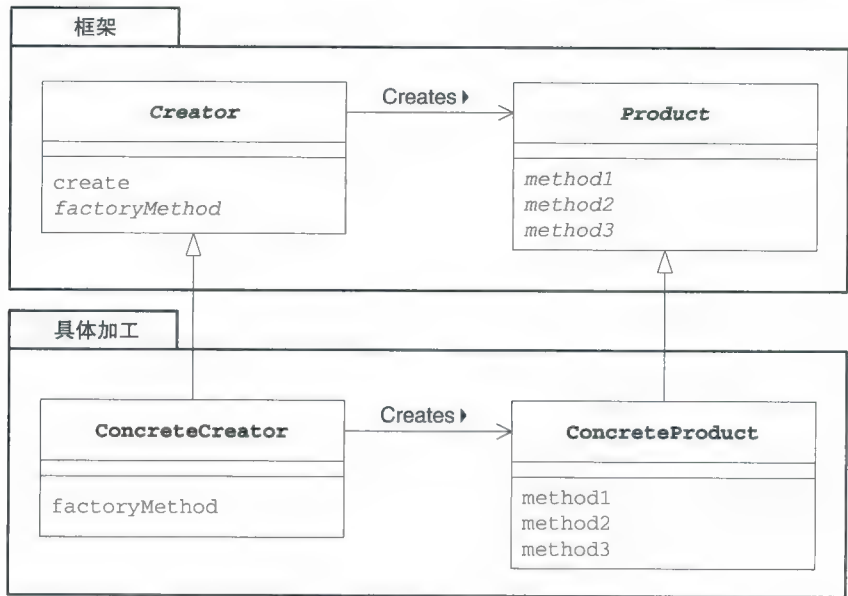 框架
Creator
create
factoryMethod
Creates
Product
method1
method2
method3
具体加工
ConcreteCreator
factoryMethod
Creates
ConcreteProduct
method1
method2
method3